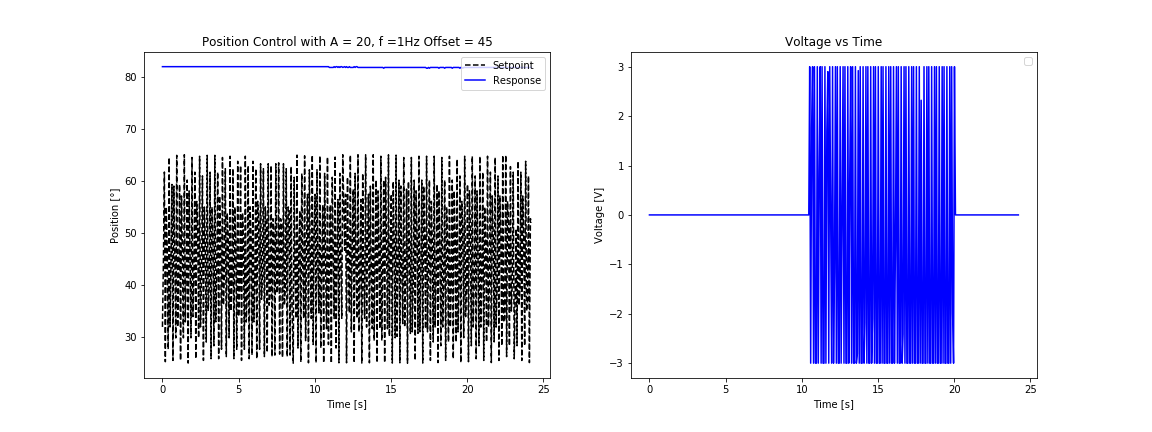 Position Control with A = 20, f =1Hz Offset = 45
Setpoint
Response
Position [°]
80
70
60
50
40
30
0 5 10 15 20 25
Time [s]
Voltage vs Time
Voltage [V]
3
2
1
0
−1
−2
−3
0 5 10 15 20 25
Time [s]